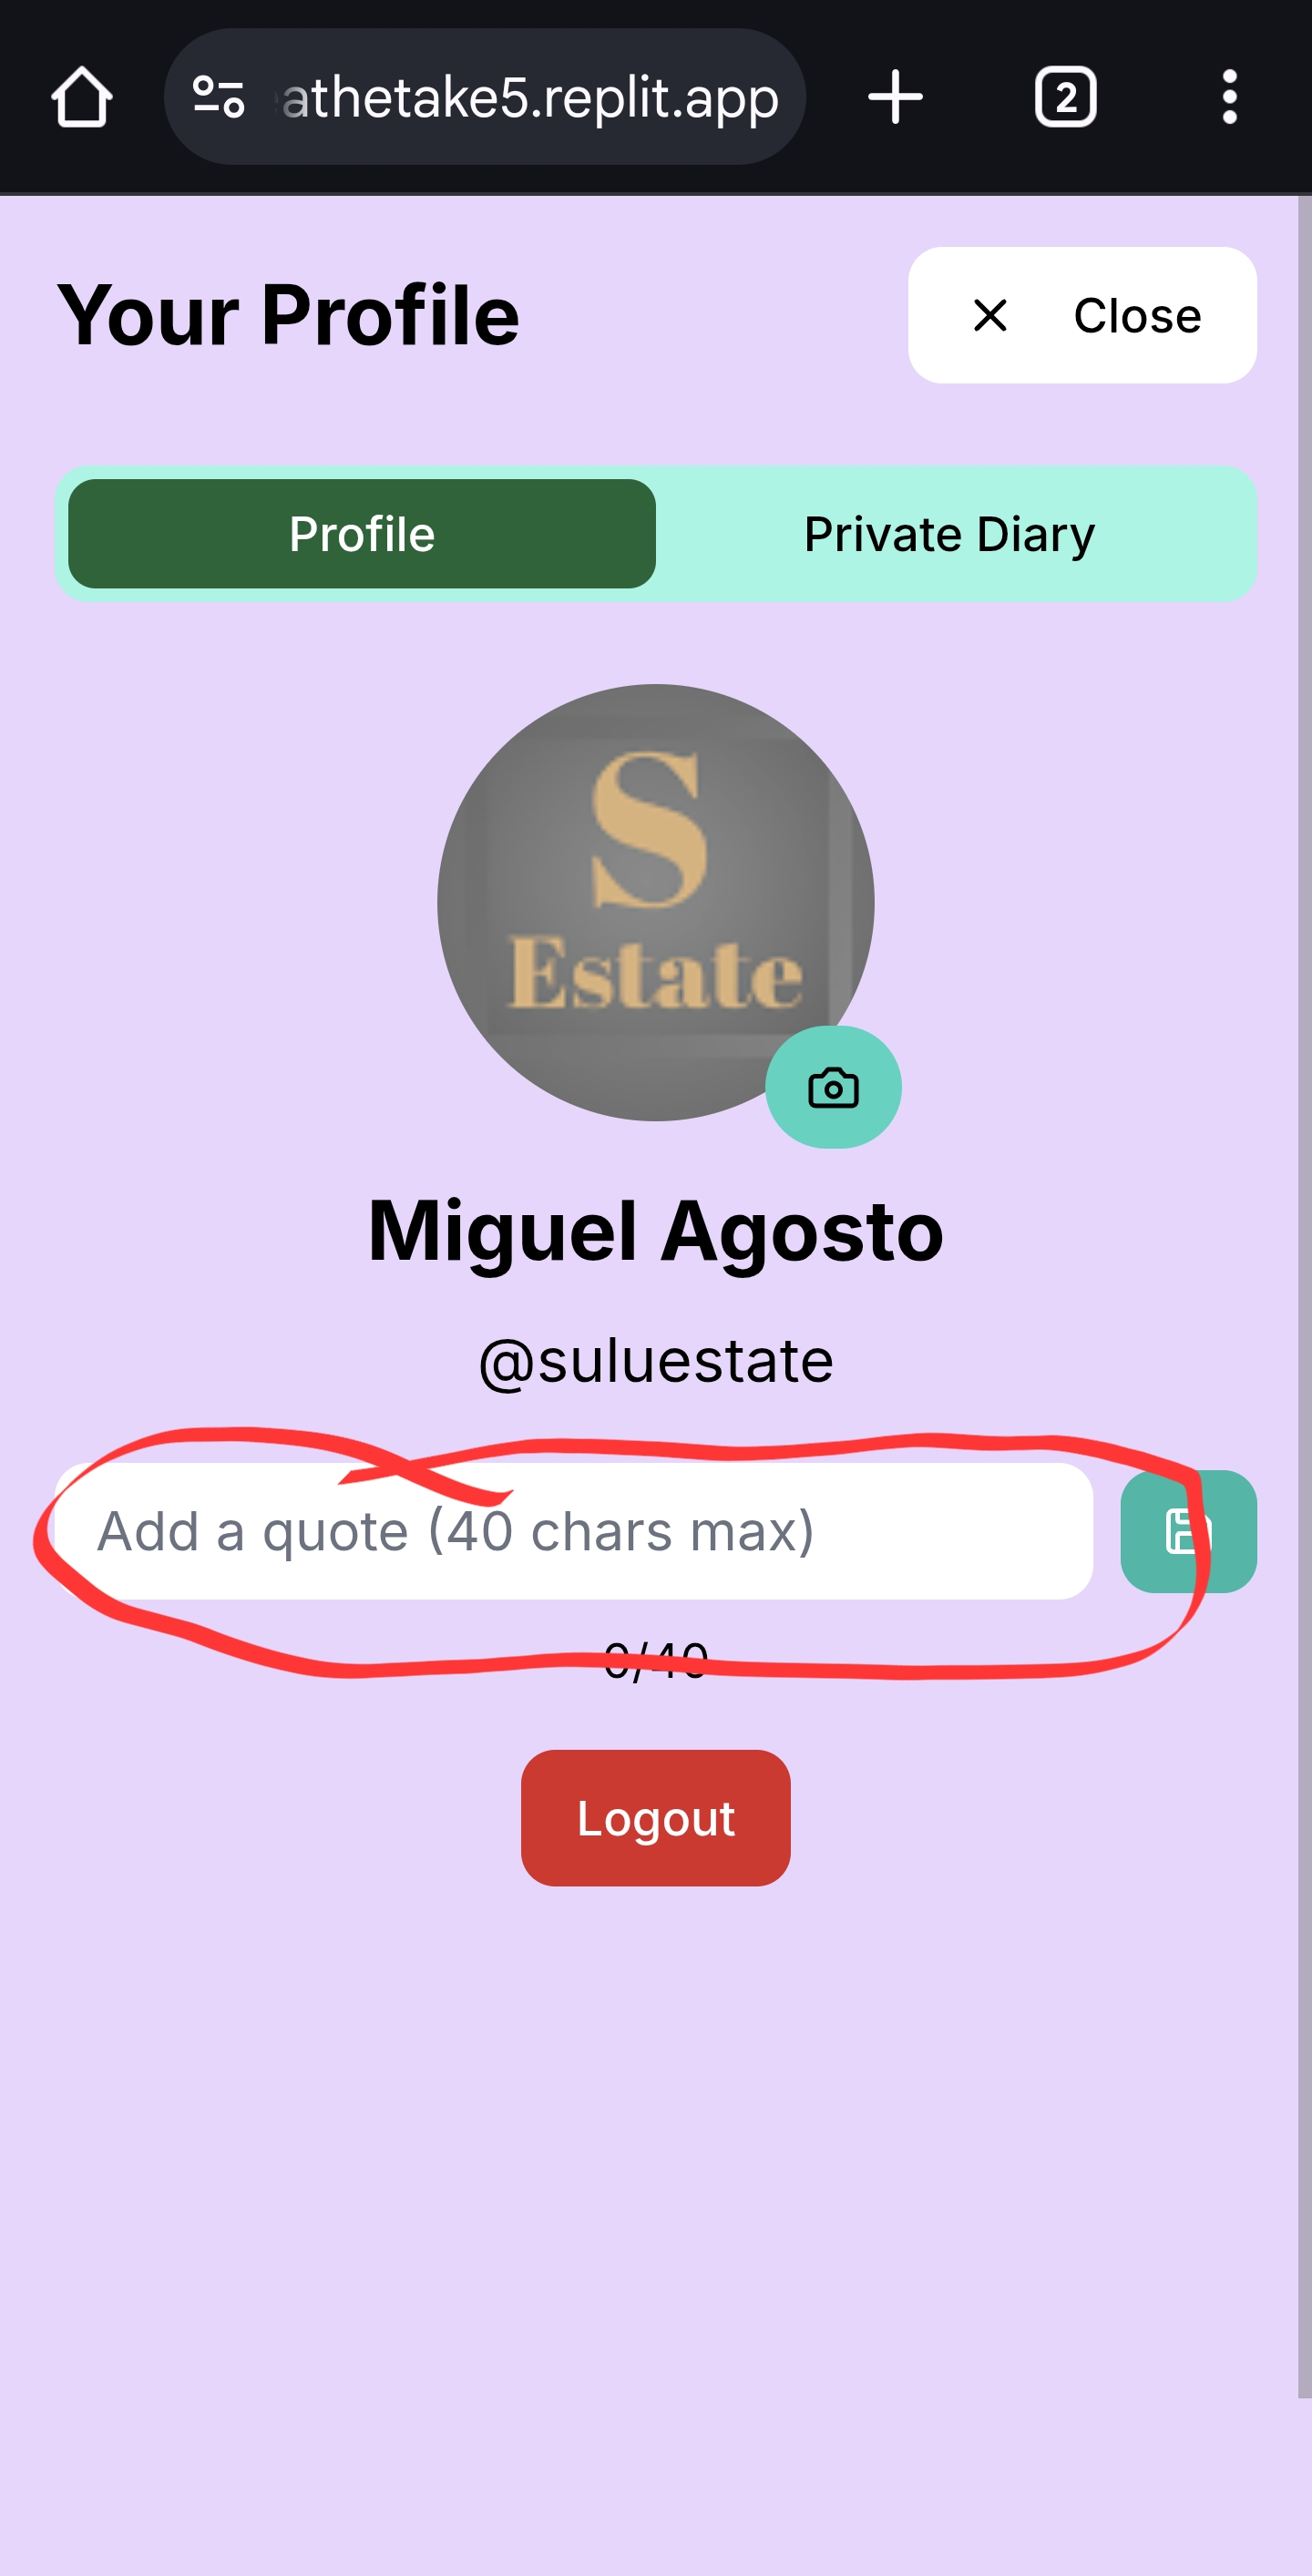 athetake5.replit.app
2
Your Profile
Close
Profile
Private Diary
S
Estate
Miguel Agosto
@suluestate
Add a quote (40 chars max)
0/40
Logout